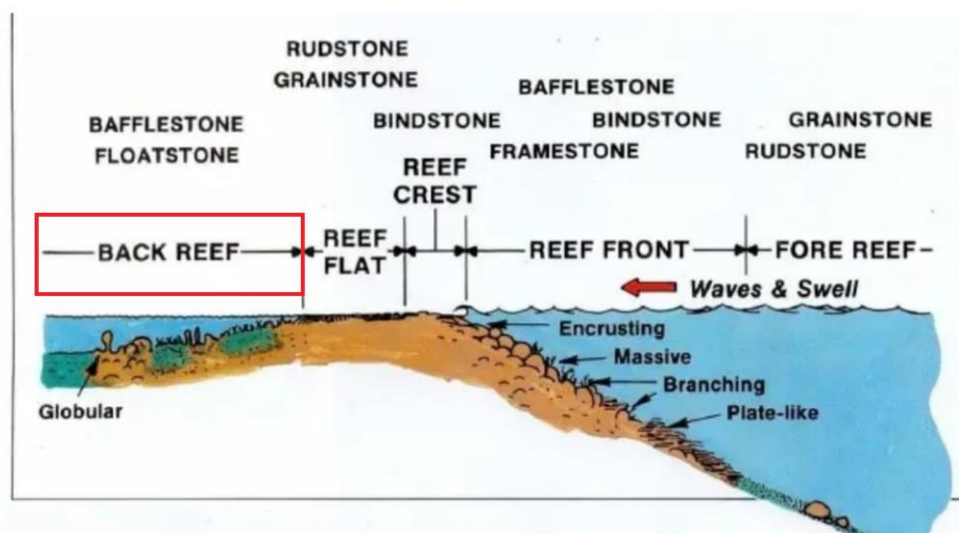 RUDSTONE
GRAINSTONE
BAFFLESTONE
BAFFLESTONE
FLOATSTONE
BINDSTONE
BINDSTONE
GRAINSTONE
FRAMESTONE
RUDSTONE
REEF
CREST
BACK REEF
REEF
FLAT
REEF FRONT
FORE REEF
Waves & Swell
Encrusting
Massive
Branching
Plate-like
Globular